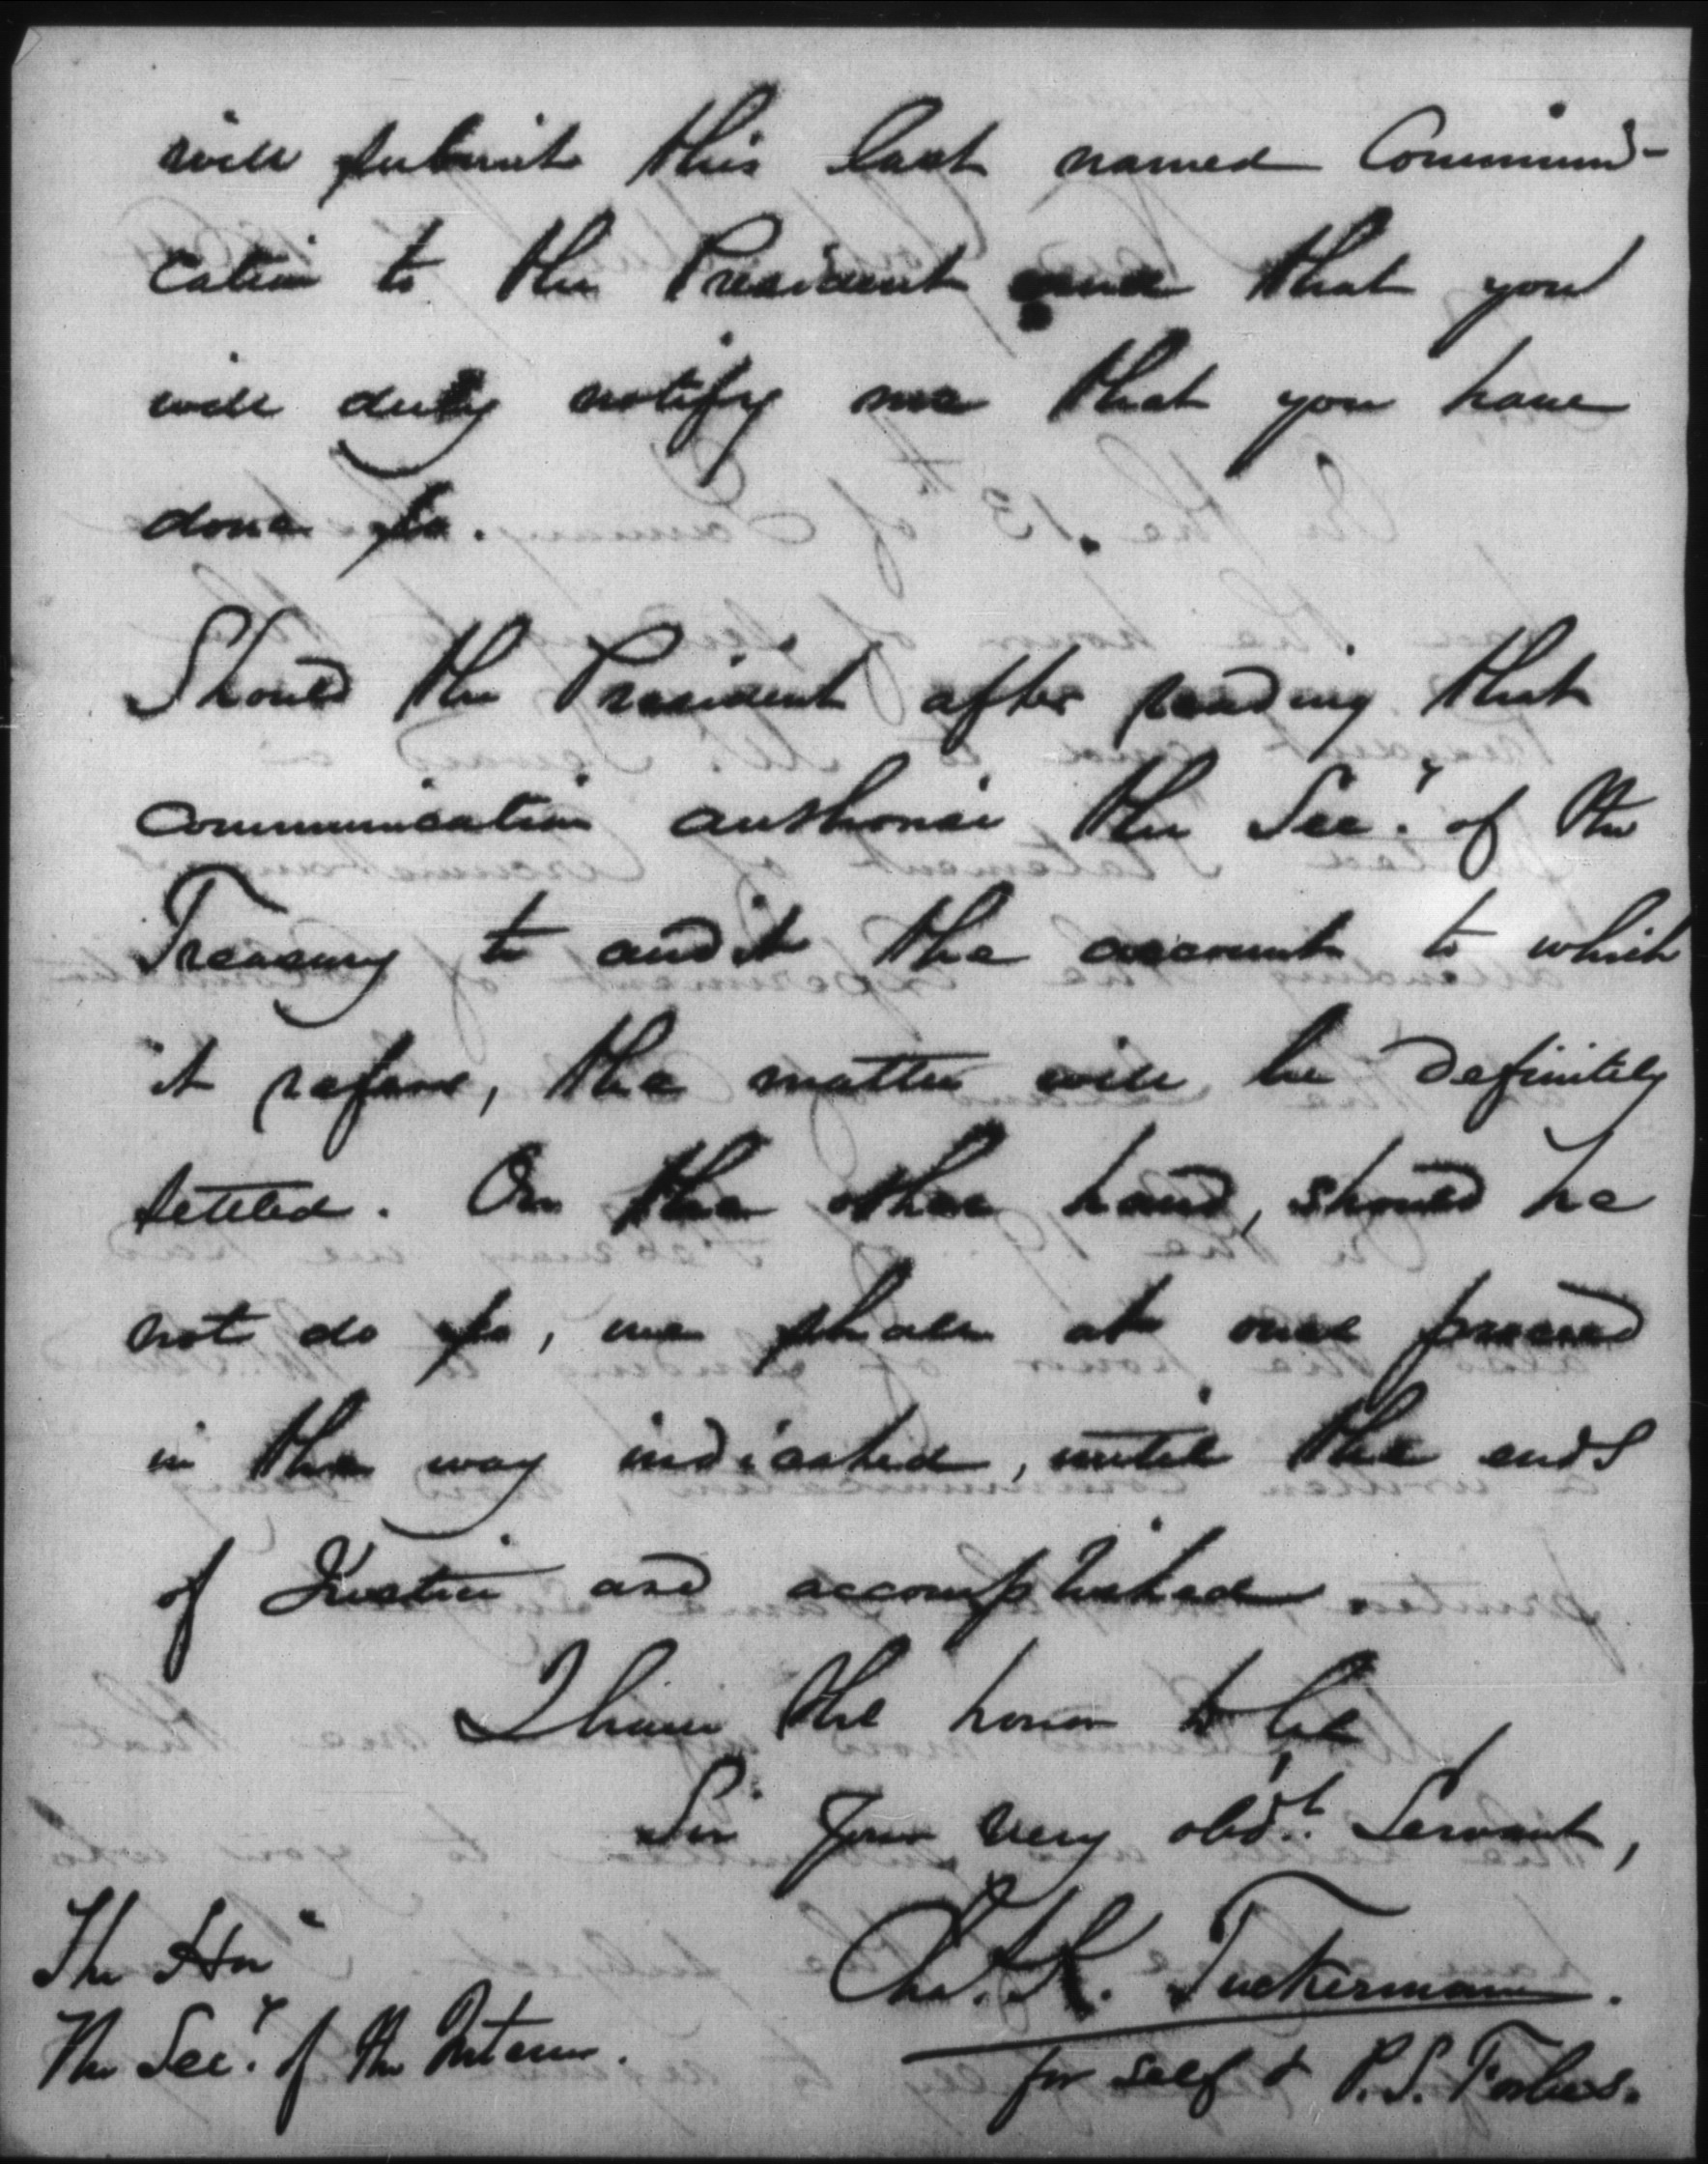 will submit this last named Communi-
cation to the President and that you
will duly notify me that you have
done so.
Should the President after reading that
communication authorise the Secy. of the
Treasury to audit the account to which
it refers, the matter will be definitely
settled. On the other hand, should he
not do so, we shall at once proceed
in the way indicated, until the ends
of Justice are accomplished.
I have the honor to be
Sir Your very obdt. Servant,
Chas. K. Tuckerman.
for self & P. S. Forbes.
The Hon
The Secy. of the Interior.